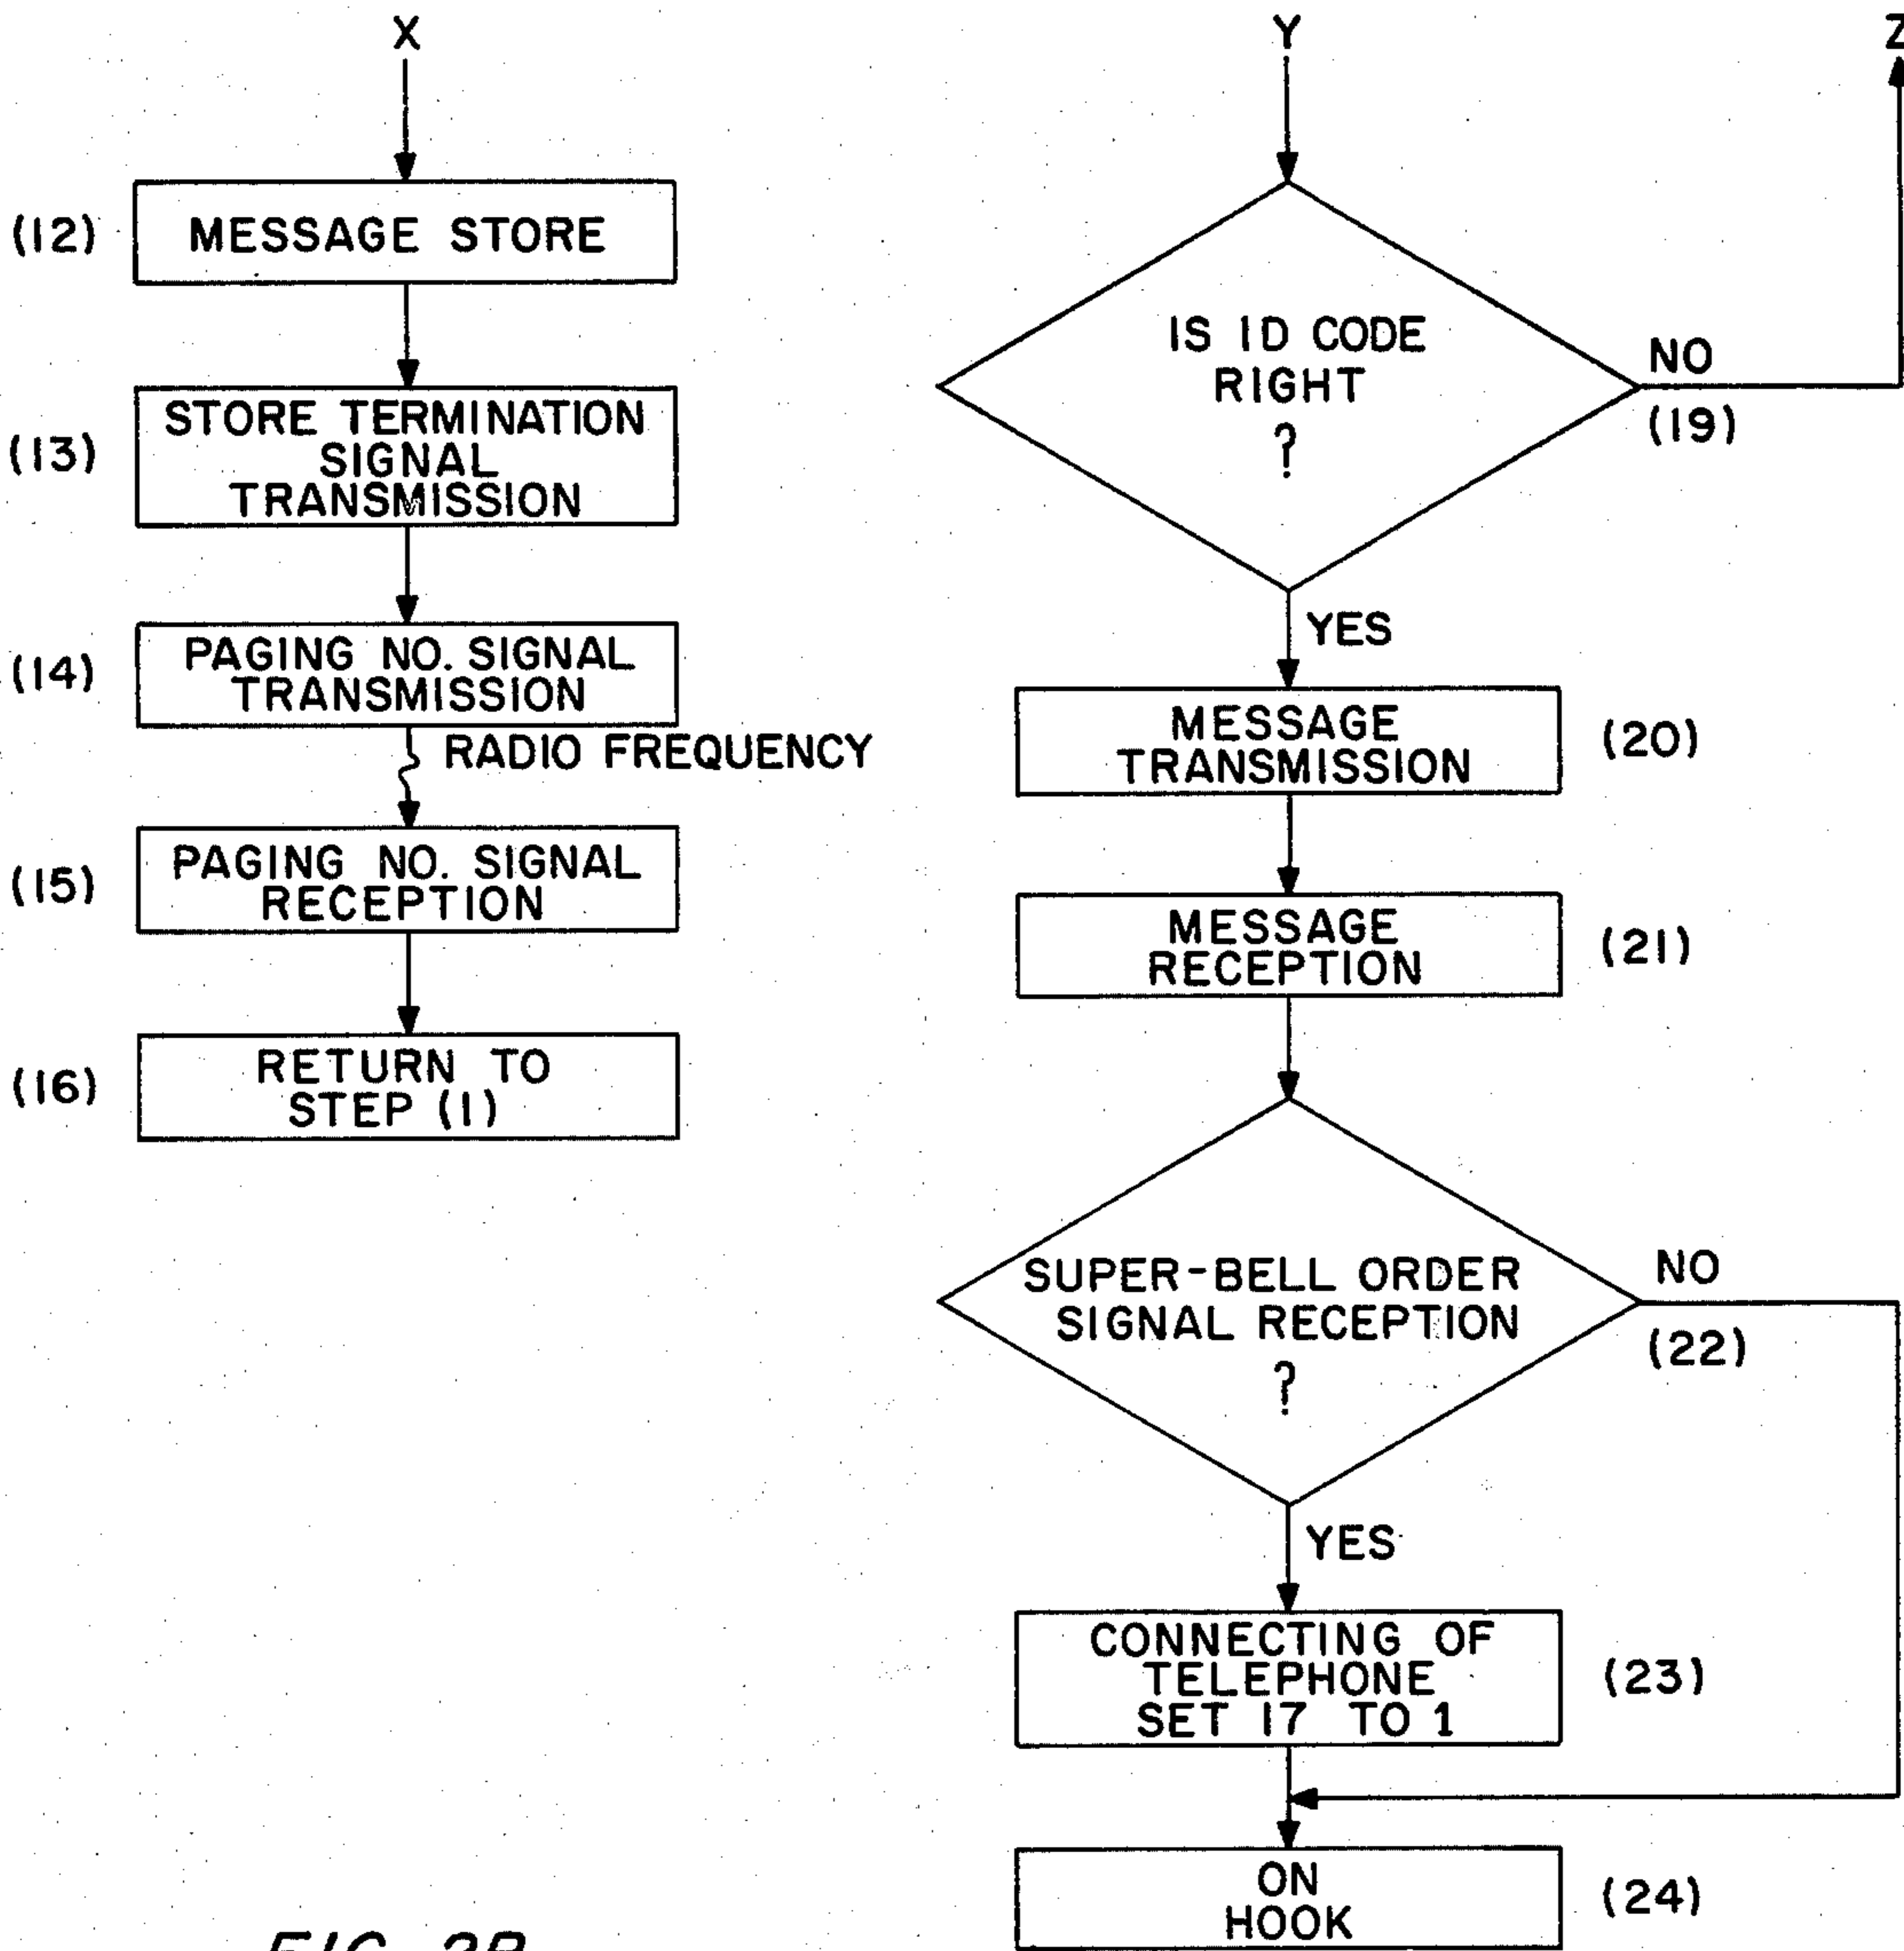 X
(12)
MESSAGE STORE
(13)
STORE TERMINATION
SIGNAL
TRANSMISSION
(14)
PAGING NO. SIGNAL
TRANSMISSION
RADIO FREQUENCY
(15)
PAGING NO. SIGNAL
RECEPTION
(16)
RETURN TO
STEP (1)
Y
Z
IS ID CODE
RIGHT
?
NO
(19)
YES
MESSAGE
TRANSMISSION
(20)
MESSAGE
RECEPTION
(21)
SUPER-BELL ORDER
SIGNAL RECEPTION
?
NO
(22)
YES
CONNECTING OF
TELEPHONE
SET 17 TO 1
(23)
ON
HOOK
(24)